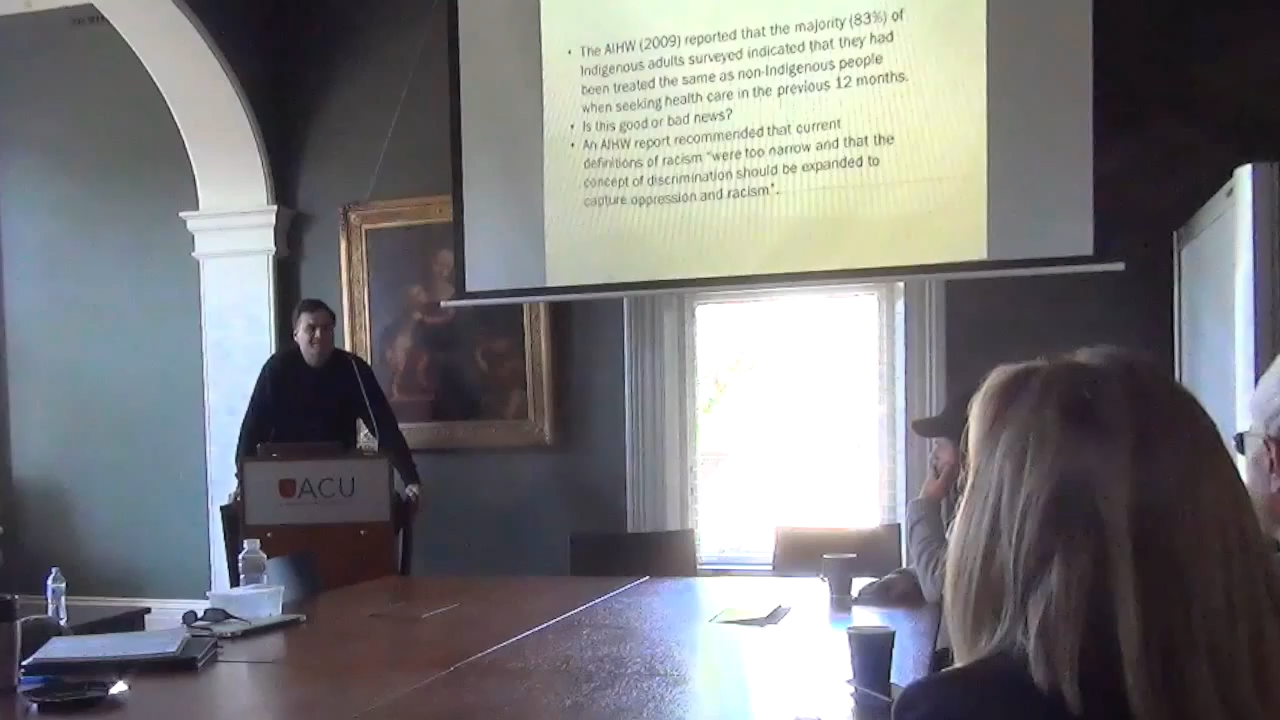 • The AIHW (2009) reported that the majority (83%) of
Indigenous adults surveyed indicated that they had
been treated the same as non-Indigenous people
when seeking health care in the previous 12 months.
• Is this good or bad news?
• An AIHW report recommended that current
definitions of racism "were too narrow and that the
concept of discrimination should be expanded to
capture oppression and racism".
ACU